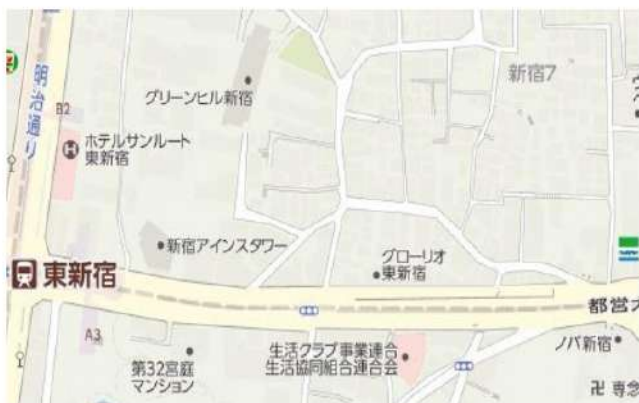 新宿7
グリーンヒル新宿
明治通り
B2
ホテルサンルート
東新宿
新宿アインスタワー
グローリオ
東新宿
東新宿
都営大
A3
第32宮庭
マンション
生活クラブ事業連合
生活協同組合連合会
ノバ新宿
卍 専念